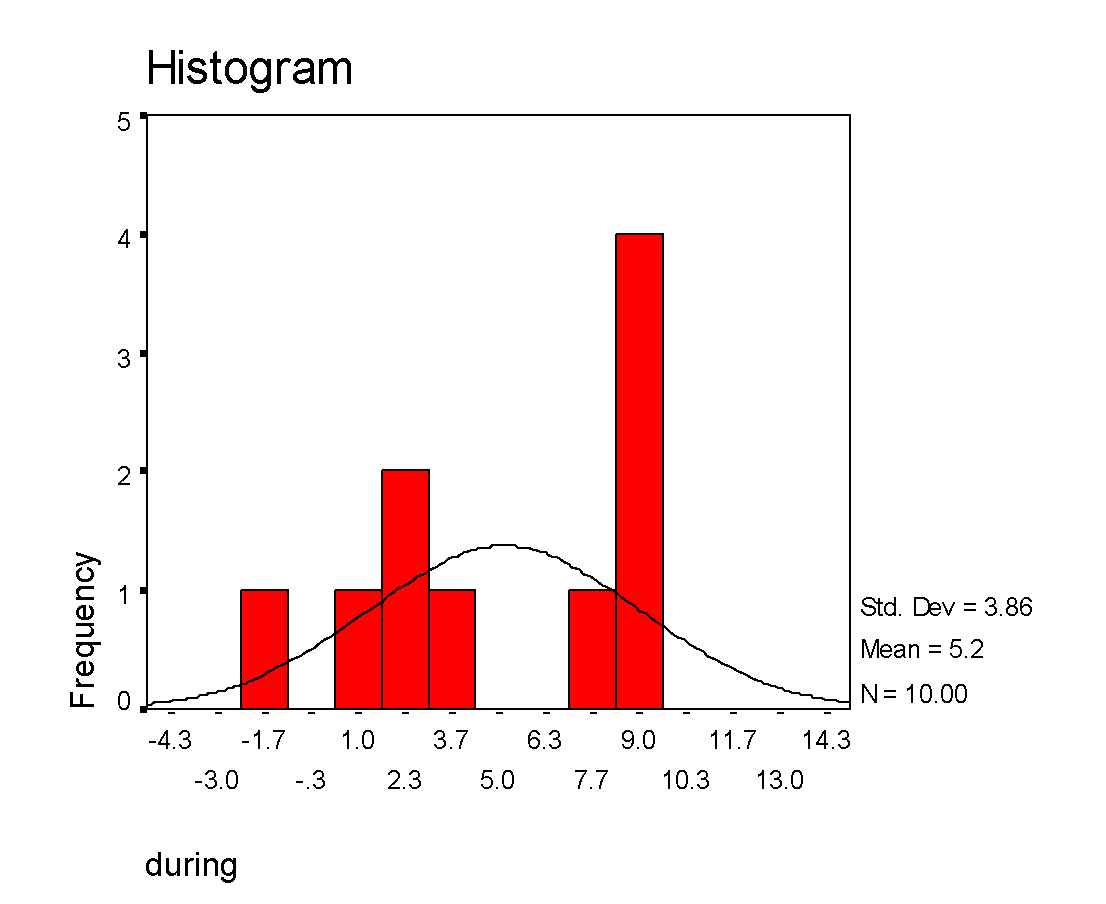 Histogram
5
4
3
2
1
0
Frequency
Std. Dev = 3.86
Mean = 5.2
N = 10.00
-4.3 -1.7 1.0 3.7 6.3 9.0 11.7 14.3
-3.0 -.3 2.3 5.0 7.7 10.3 13.0
during